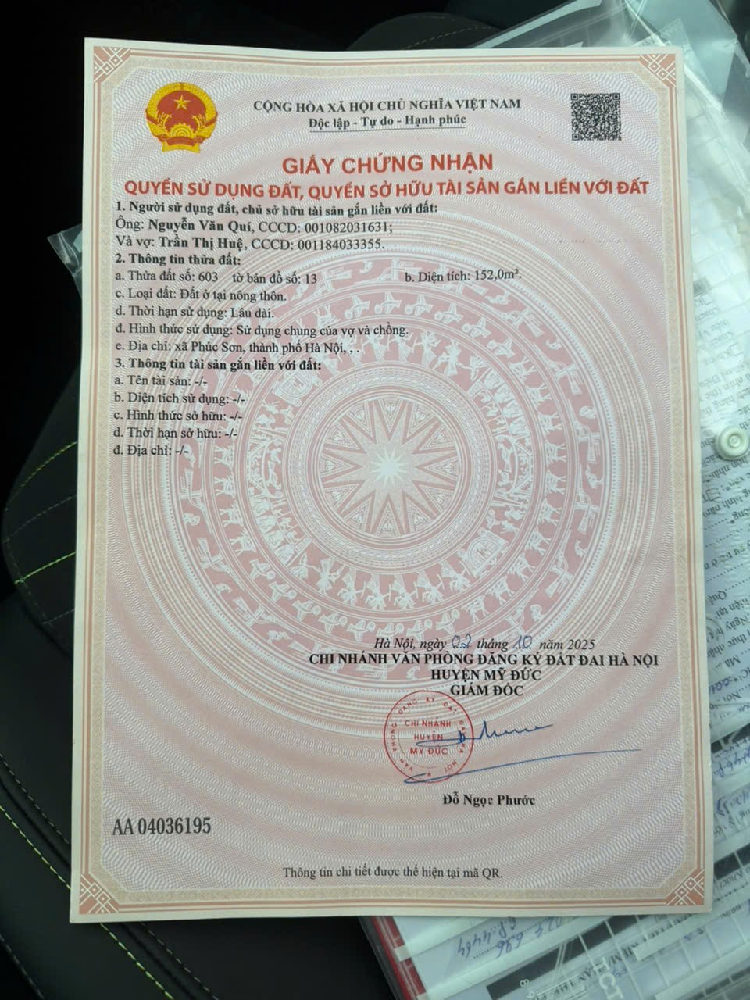 CỘNG HÒA XÃ HỘI CHỦ NGHĨA VIỆT NAM
Độc lập - Tự do - Hạnh phúc
GIẤY CHỨNG NHẬN
QUYỀN SỬ DỤNG ĐẤT, QUYỀN SỞ HỮU TÀI SẢN GẮN LIỀN VỚI ĐẤT
1. Người sử dụng đất, chủ sở hữu tài sản gắn liền với đất:
Ông: Nguyễn Văn Quí, CCCD: 001082031631;
Và vợ: Trần Thị Huệ, CCCD: 001184033355.
2. Thông tin thửa đất:
a. Thửa đất số: 603 tờ bản đồ số: 13 b. Diện tích: 152,0m².
c. Loại đất: Đất ở tại nông thôn.
d. Thời hạn sử dụng: Lâu dài.
đ. Hình thức sử dụng: Sử dụng chung của vợ và chồng.
e. Địa chỉ: xã Phúc Sơn, thành phố Hà Nội, , .
3. Thông tin tài sản gắn liền với đất:
a. Tên tài sản: -/-
b. Diện tích sử dụng: -/-
c. Hình thức sở hữu: -/-
d. Thời hạn sở hữu: -/-
đ. Địa chỉ: -/-
Hà Nội, ngày 02 tháng 10 năm 2025
CHI NHÁNH VĂN PHÒNG ĐĂNG KÝ ĐẤT ĐAI HÀ NỘI
HUYỆN MỸ ĐỨC
GIÁM ĐỐC
VĂN PHÒNG ĐĂNG KÝ ĐẤT ĐAI HÀ NỘI
CHI NHÁNH
HUYỆN
MỸ ĐỨC
Đỗ Ngọc Phước
AA 04036195
Thông tin chi tiết được thể hiện tại mã QR.